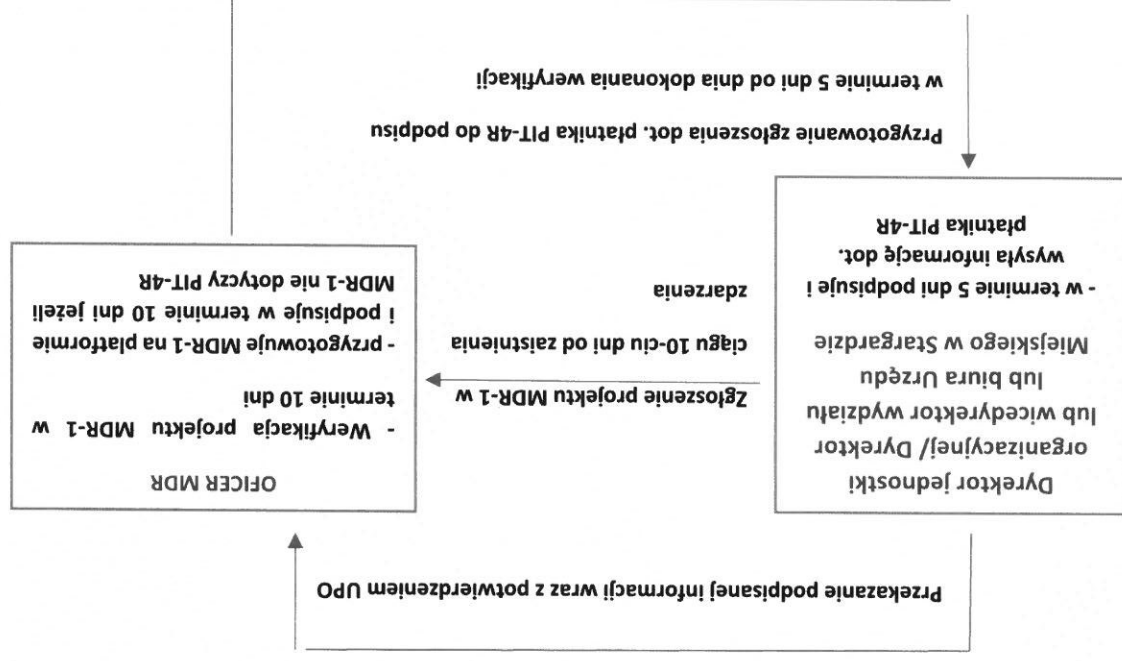 Przekazanie podpisanej informacji wraz z potwierdzeniem UPO
OFICER MDR
- Weryfikacja projektu MDR-1 w
terminie 10 dni
- przygotowuje MDR-1 na platformie
i podpisuje w terminie 10 dni jeżeli
MDR-1 nie dotyczy PIT-4R
Zgłoszenie projektu MDR-1 w
ciągu 10-ciu dni od zaistnienia
zdarzenia
Dyrektor jednostki
organizacyjnej/ Dyrektor
lub wicedyrektor wydziału
lub biura Urzędu
Miejskiego w Stargardzie
- w terminie 5 dni podpisuje i
wysyła informację dot.
płatnika PIT-4R
Przygotowanie zgłoszenia dot. płatnika PIT-4R do podpisu
w terminie 5 dni od dnia dokonania weryfikacji